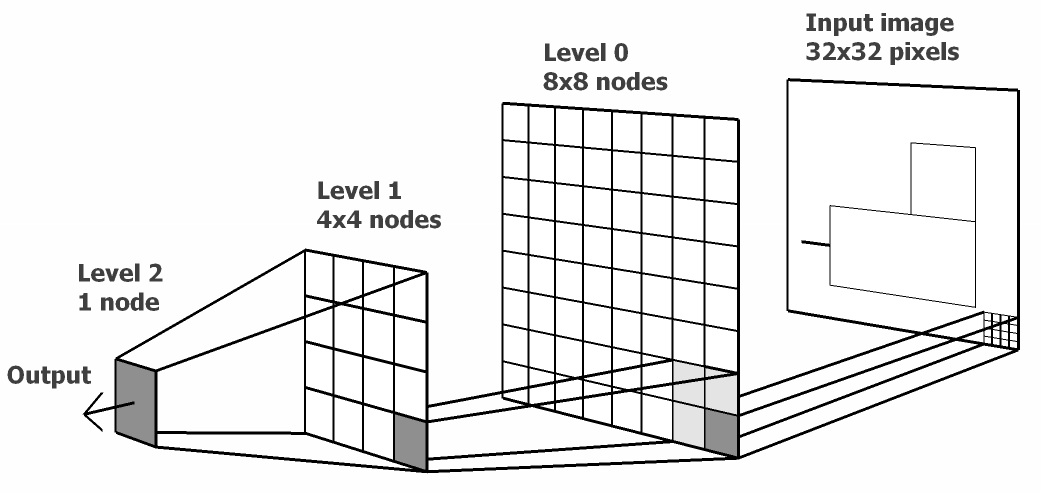 Input image
32x32 pixels
Level 0
8x8 nodes
Level 1
4x4 nodes
Level 2
1 node
Output